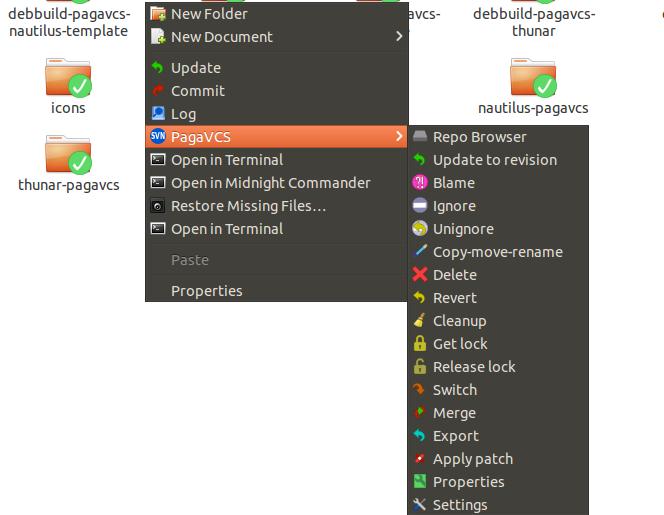 debbuild-pagavcs-
nautilus-template
cs-
debbuild-pagavcs-
thunar
icons
nautilus-pagavcs
thunar-pagavcs
New Folder
New Document
Update
Commit
Log
SVN PagaVCS
Open in Terminal
Open in Midnight Commander
Restore Missing Files…
Open in Terminal
Paste
Properties
Repo Browser
Update to revision
Blame
Ignore
Unignore
Copy-move-rename
Delete
Revert
Cleanup
Get lock
Release lock
Switch
Merge
Export
Apply patch
Properties
Settings